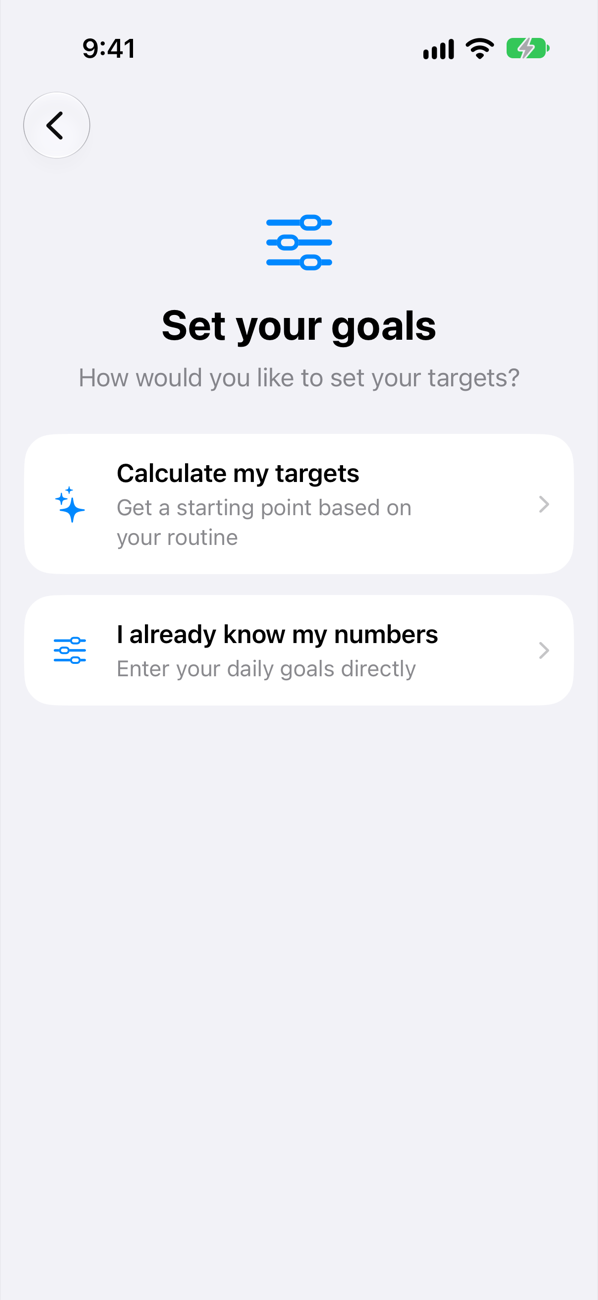 9:41
Set your goals
How would you like to set your targets?
Calculate my targets
Get a starting point based on
your routine
I already know my numbers
Enter your daily goals directly